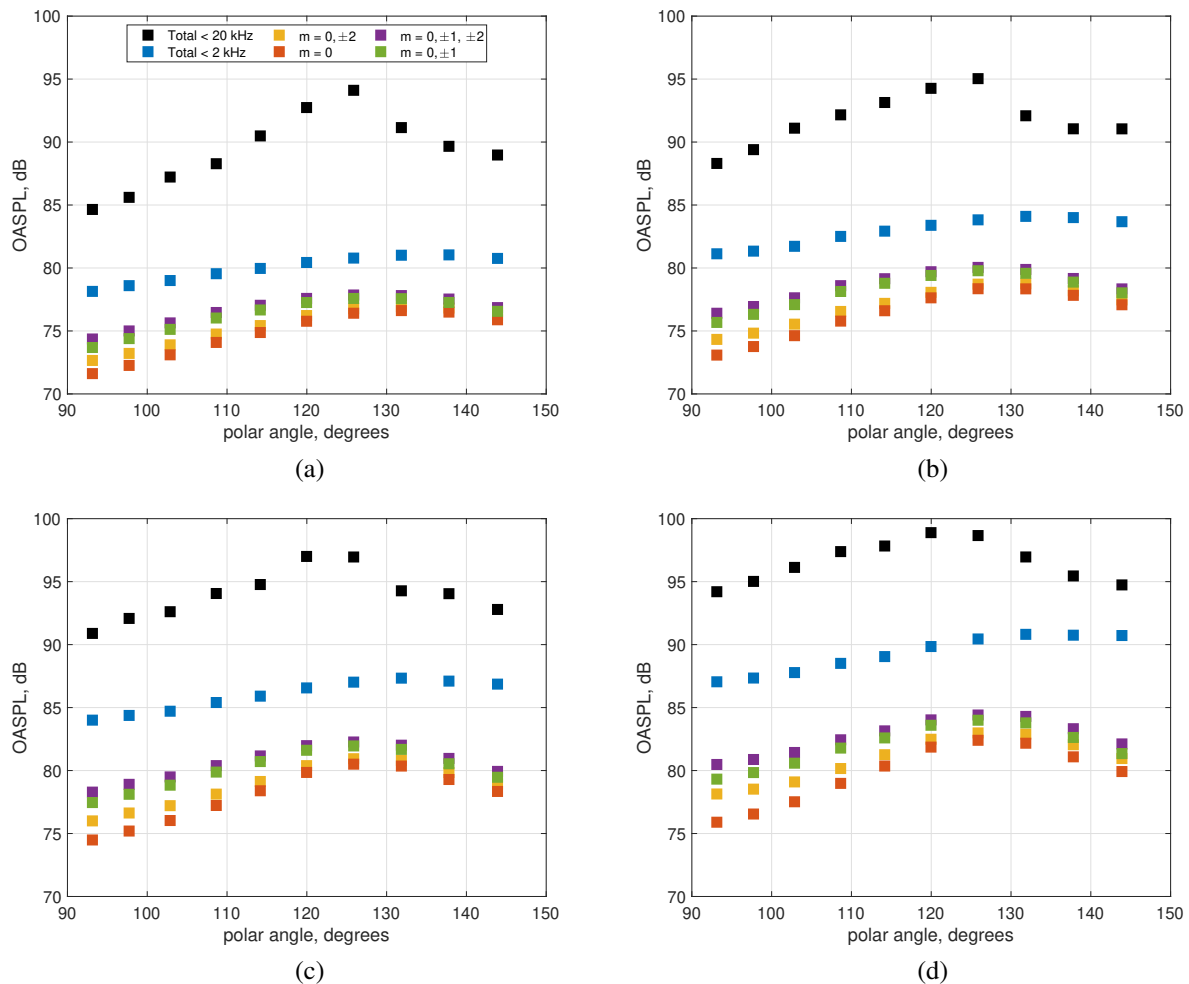 (a)
100
95
90
85
80
75
70
OASPL, dB
Total < 20 kHz
Total < 2 kHz
m = 0, ±2
m = 0
m = 0, ±1, ±2
m = 0, ±1
90 100 110 120 130 140 150
polar angle, degrees
(b)
100
95
90
85
80
75
70
OASPL, dB
90 100 110 120 130 140 150
polar angle, degrees
(c)
100
95
90
85
80
75
70
OASPL, dB
90 100 110 120 130 140 150
polar angle, degrees
(d)
100
95
90
85
80
75
70
OASPL, dB
90 100 110 120 130 140 150
polar angle, degrees